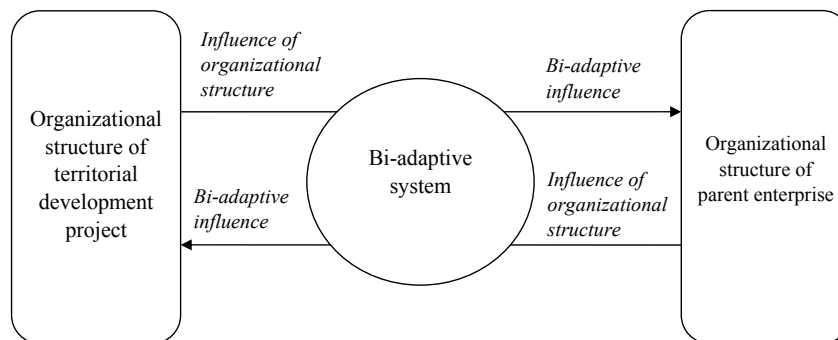 Organizational
structure of
territorial
development
project
Influence of
organizational
structure
Bi-adaptive
influence
Bi-adaptive
system
Bi-adaptive
influence
Influence of
organizational
structure
Organizational
structure of
parent enterprise